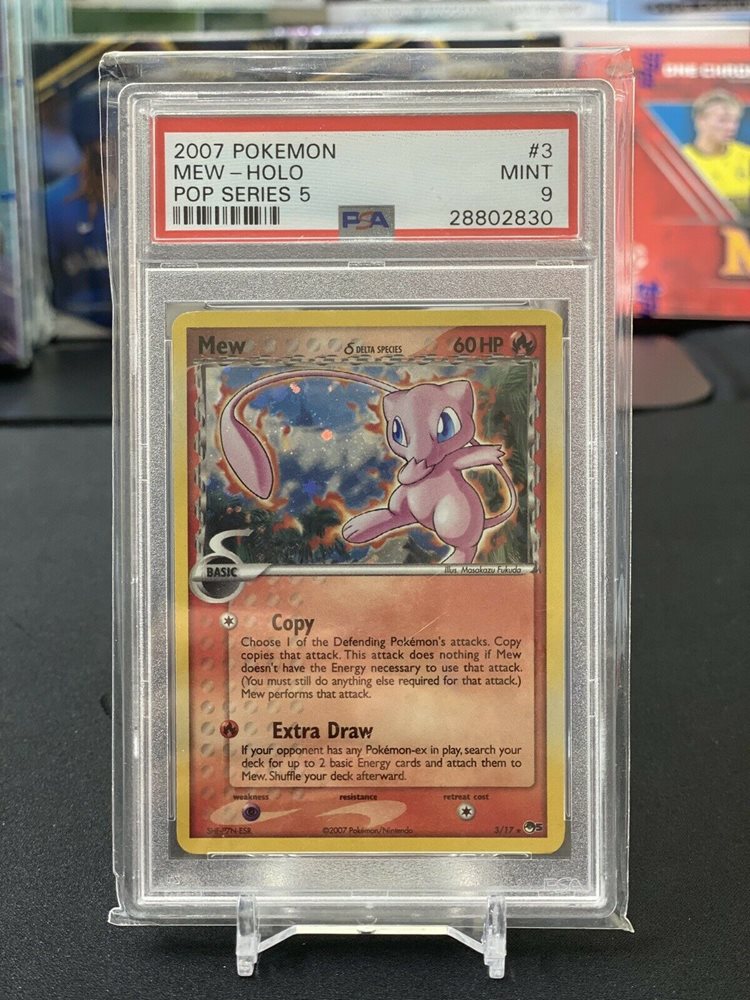 ONE CHROME
2007 POKEMON #3
MEW - HOLO MINT
POP SERIES 5 9
PSA 28802830
Mew δ DELTA SPECIES 60 HP
Illus. Masakazu Fukuda
BASIC
Copy
Choose 1 of the Defending Pokémon's attacks. Copy
copies that attack. This attack does nothing if Mew
doesn't have the Energy necessary to use that attack.
(You must still do anything else required for that attack.)
Mew performs that attack.
Extra Draw
If your opponent has any Pokémon-ex in play, search your
deck for up to 2 basic Energy cards and attach them to
Mew. Shuffle your deck afterward.
weakness resistance retreat cost
©2007 Pokémon/Nintendo 3/17 ★ 5
PSA